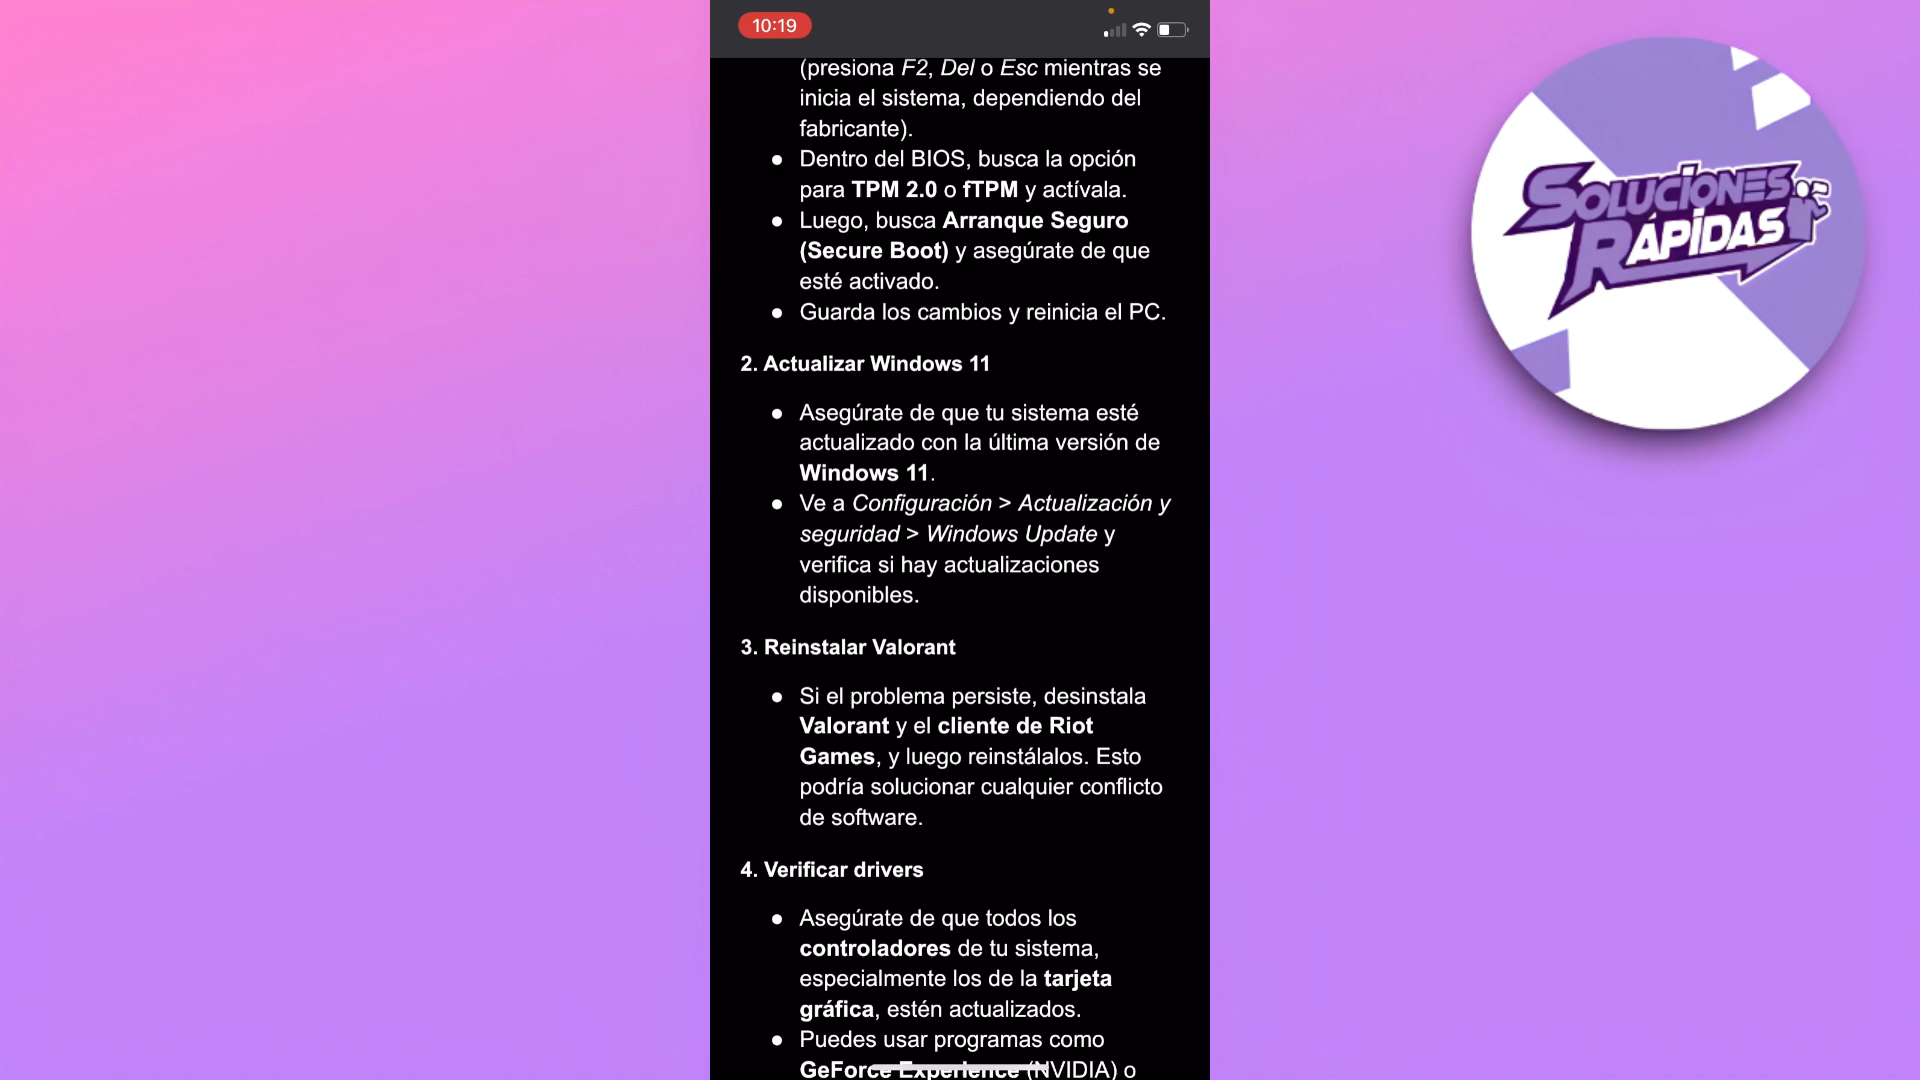 10:19
(presiona F2, Del o Esc mientras se
inicia el sistema, dependiendo del
fabricante).
● Dentro del BIOS, busca la opción
para TPM 2.0 o fTPM y actívala.
● Luego, busca Arranque Seguro
(Secure Boot) y asegúrate de que
esté activado.
● Guarda los cambios y reinicia el PC.
2. Actualizar Windows 11
● Asegúrate de que tu sistema esté
actualizado con la última versión de
Windows 11.
● Ve a Configuración > Actualización y
seguridad > Windows Update y
verifica si hay actualizaciones
disponibles.
3. Reinstalar Valorant
● Si el problema persiste, desinstala
Valorant y el cliente de Riot
Games, y luego reinstálalos. Esto
podría solucionar cualquier conflicto
de software.
4. Verificar drivers
● Asegúrate de que todos los
controladores de tu sistema,
especialmente los de la tarjeta
gráfica, estén actualizados.
● Puedes usar programas como
GeForce Experience (NVIDIA) o
SOLUCIONES
RÁPIDAS